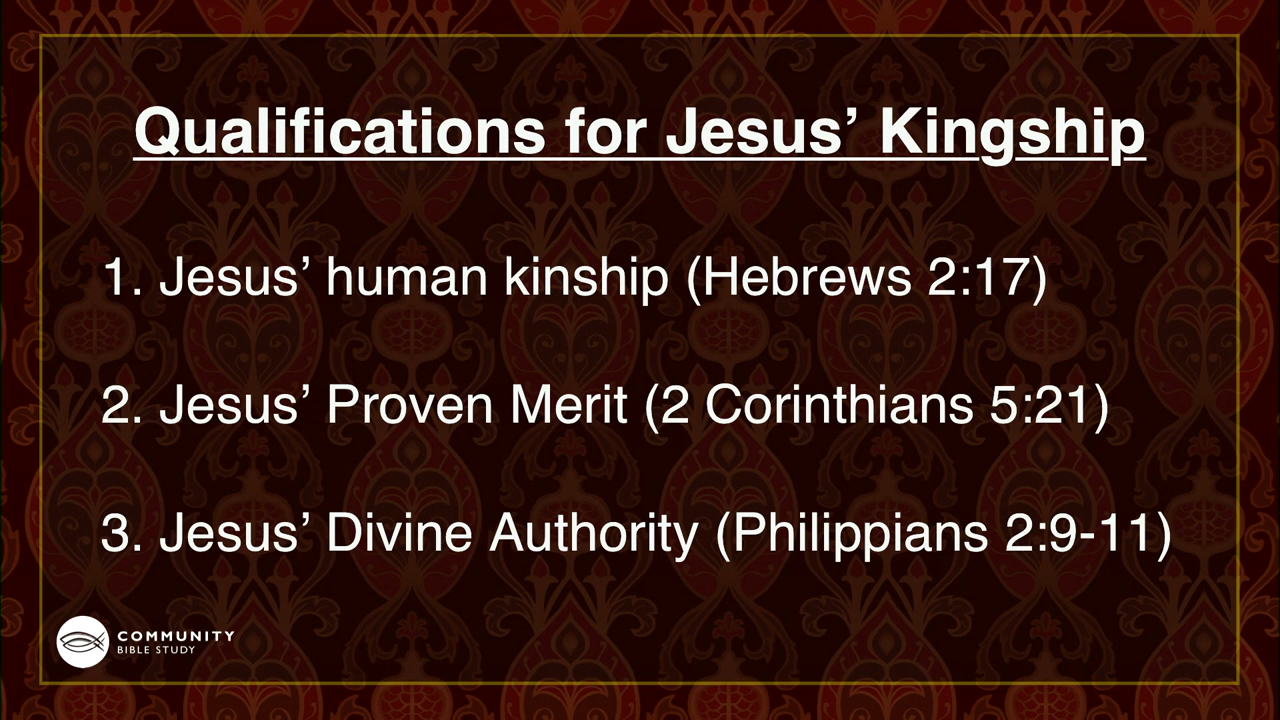 Qualifications for Jesus’ Kingship
1. Jesus’ human kinship (Hebrews 2:17)
2. Jesus’ Proven Merit (2 Corinthians 5:21)
3. Jesus’ Divine Authority (Philippians 2:9-11)
COMMUNITY
BIBLE STUDY